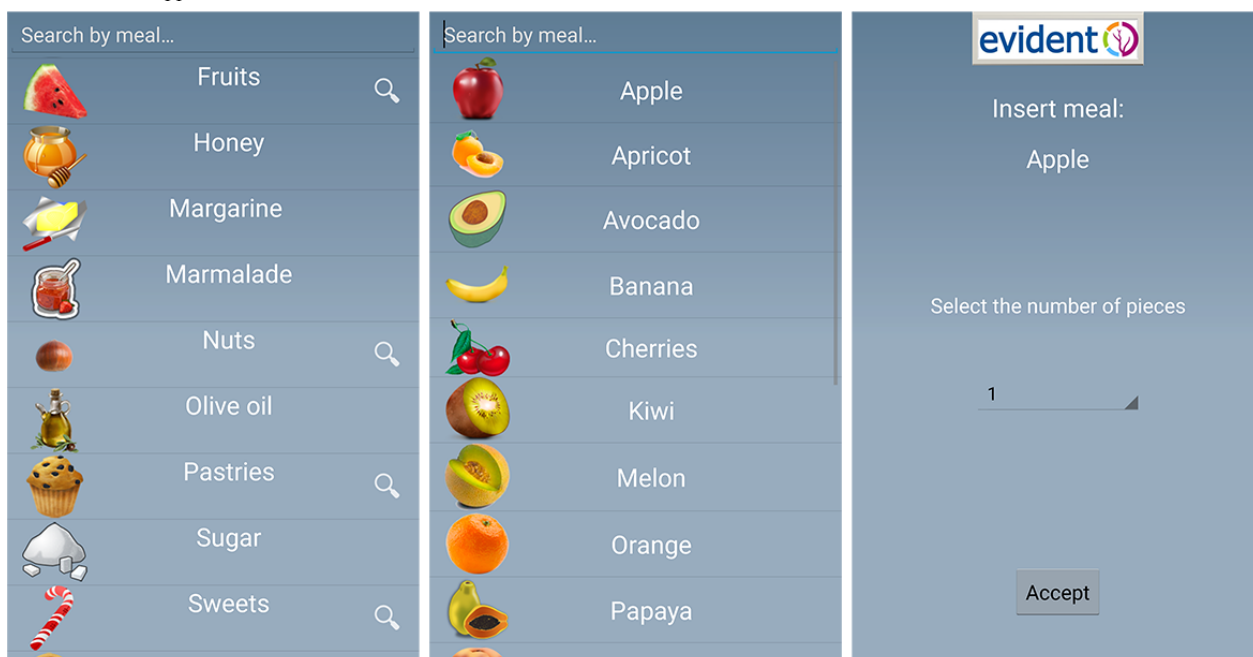 Search by meal...
Fruits
Honey
Margarine
Marmalade
Nuts
Olive oil
Pastries
Sugar
Sweets
Search by meal...
Apple
Apricot
Avocado
Banana
Cherries
Kiwi
Melon
Orange
Papaya
evident
Insert meal:
Apple
Select the number of pieces
1
Accept